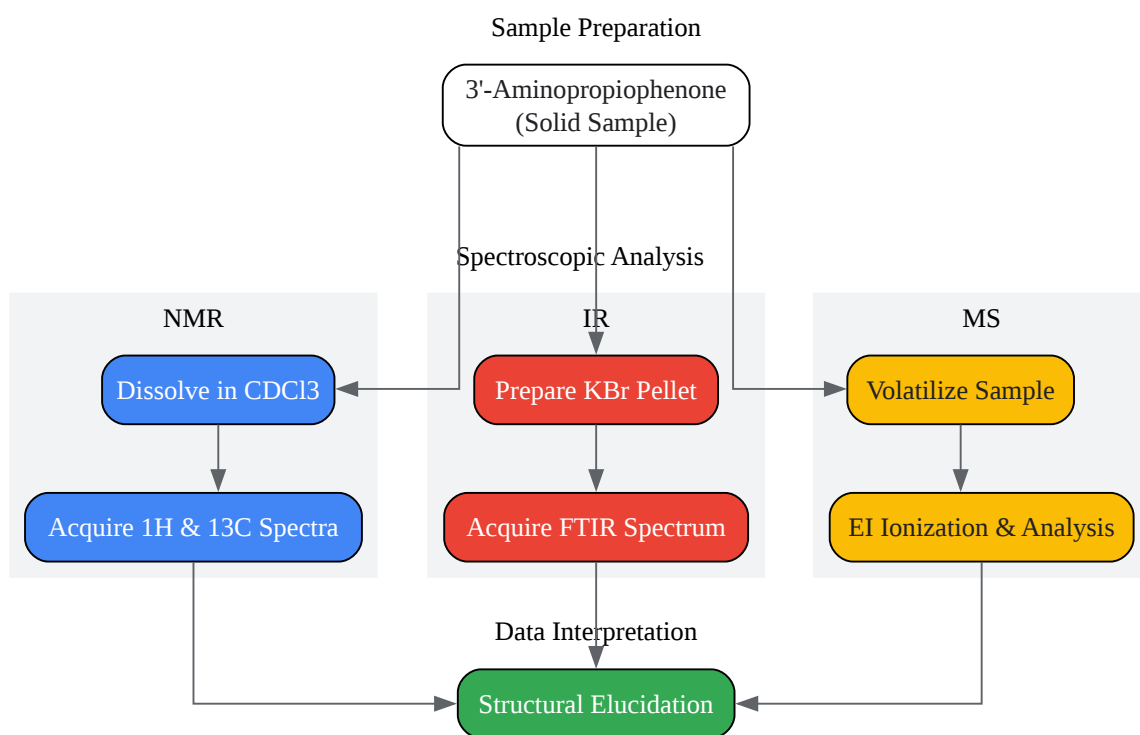 Sample Preparation
3'-Aminopropiophenone
(Solid Sample)
Spectroscopic Analysis
NMR
IR
MS
Dissolve in CDCl3
Prepare KBr Pellet
Volatilize Sample
Acquire 1H & 13C Spectra
Acquire FTIR Spectrum
EI Ionization & Analysis
Data Interpretation
Structural Elucidation